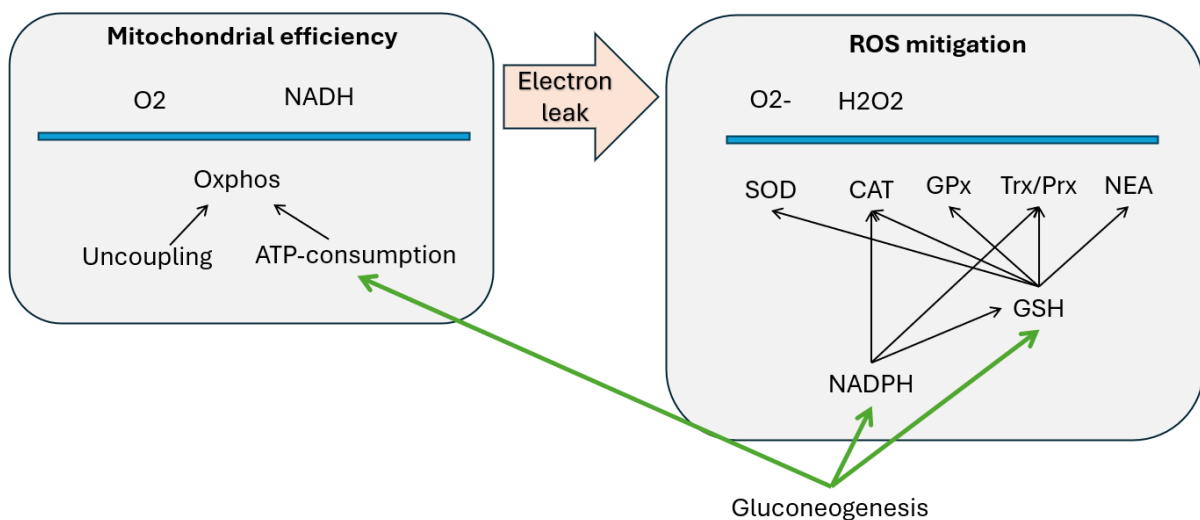 Mitochondrial efficiency
O2 NADH
Oxphos
Uncoupling ATP-consumption
Electron
leak
ROS mitigation
O2- H2O2
SOD CAT GPx Trx/Prx NEA
GSH
NADPH
Gluconeogenesis